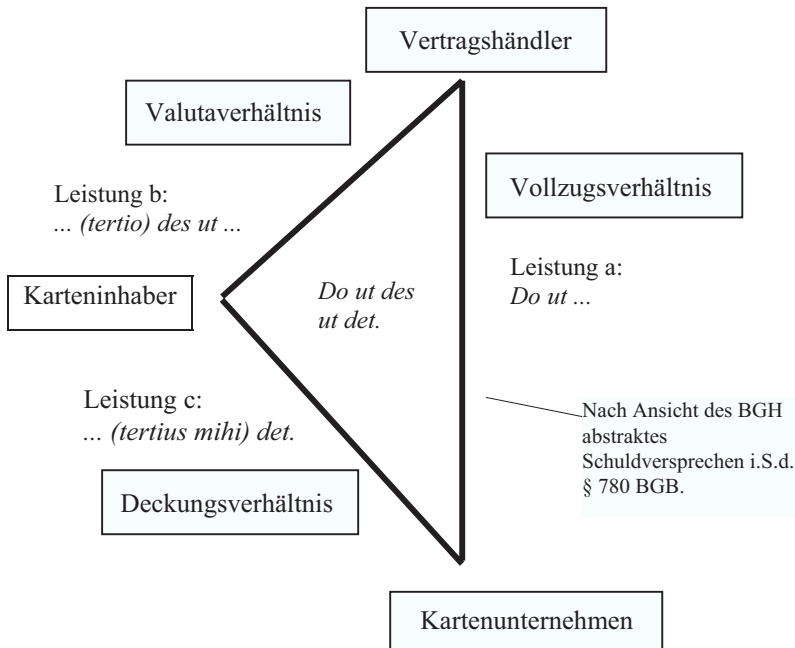 Vertragshändler
Valutaverhältnis
Vollzugsverhältnis
Leistung b:
... (tertio) des ut ...
Leistung a:
Do ut ...
Karteninhaber
Do ut des
ut det.
Leistung c:
... (tertius mihi) det.
Nach Ansicht des BGH
abstraktes
Schuldversprechen i.S.d.
§ 780 BGB.
Deckungsverhältnis
Kartenunternehmen